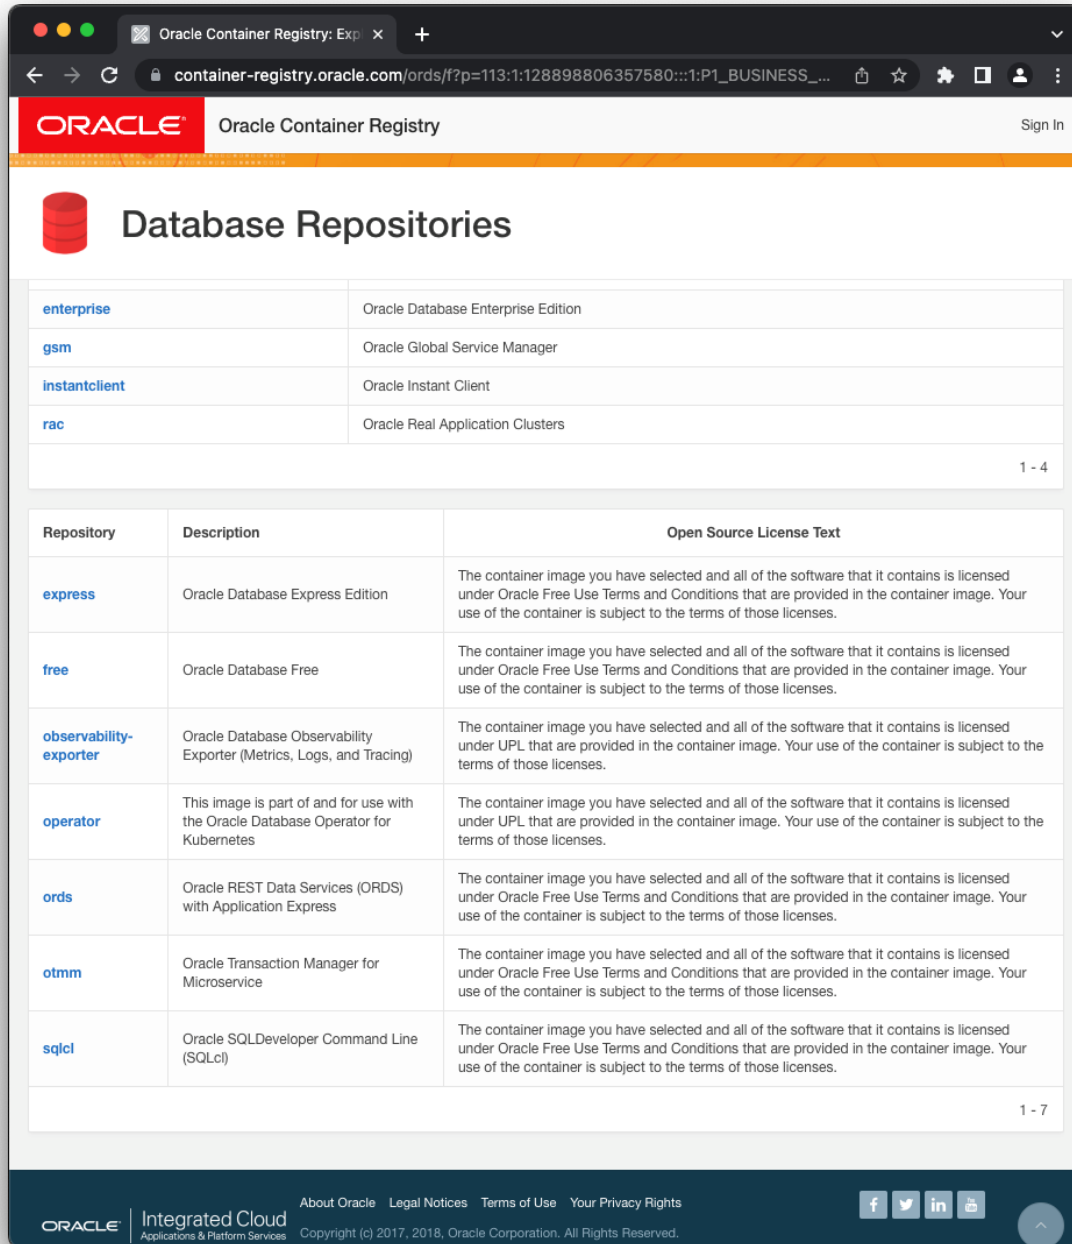 Oracle Container Registry: Exp
container-registry.oracle.com/ords/f?p=113:1:128898806357580:::1:P1_BUSINESS_...
ORACLE
Oracle Container Registry
Sign In
Database Repositories
enterprise
Oracle Database Enterprise Edition
gsm
Oracle Global Service Manager
instantclient
Oracle Instant Client
rac
Oracle Real Application Clusters
1 - 4
Repository
Description
Open Source License Text
express
Oracle Database Express Edition
The container image you have selected and all of the software that it contains is licensed
under Oracle Free Use Terms and Conditions that are provided in the container image. Your
use of the container is subject to the terms of those licenses.
free
Oracle Database Free
The container image you have selected and all of the software that it contains is licensed
under Oracle Free Use Terms and Conditions that are provided in the container image. Your
use of the container is subject to the terms of those licenses.
observability-
exporter
Oracle Database Observability
Exporter (Metrics, Logs, and Tracing)
The container image you have selected and all of the software that it contains is licensed
under UPL that are provided in the container image. Your use of the container is subject to the
terms of those licenses.
operator
This image is part of and for use with
the Oracle Database Operator for
Kubernetes
The container image you have selected and all of the software that it contains is licensed
under UPL that are provided in the container image. Your use of the container is subject to the
terms of those licenses.
ords
Oracle REST Data Services (ORDS)
with Application Express
The container image you have selected and all of the software that it contains is licensed
under Oracle Free Use Terms and Conditions that are provided in the container image. Your
use of the container is subject to the terms of those licenses.
otmm
Oracle Transaction Manager for
Microservice
The container image you have selected and all of the software that it contains is licensed
under Oracle Free Use Terms and Conditions that are provided in the container image. Your
use of the container is subject to the terms of those licenses.
sqlcl
Oracle SQLDeveloper Command Line
(SQLcl)
The container image you have selected and all of the software that it contains is licensed
under Oracle Free Use Terms and Conditions that are provided in the container image. Your
use of the container is subject to the terms of those licenses.
1 - 7
ORACLE
Integrated Cloud
Applications & Platform Services
About Oracle Legal Notices Terms of Use Your Privacy Rights
Copyright (c) 2017, 2018, Oracle Corporation. All Rights Reserved.